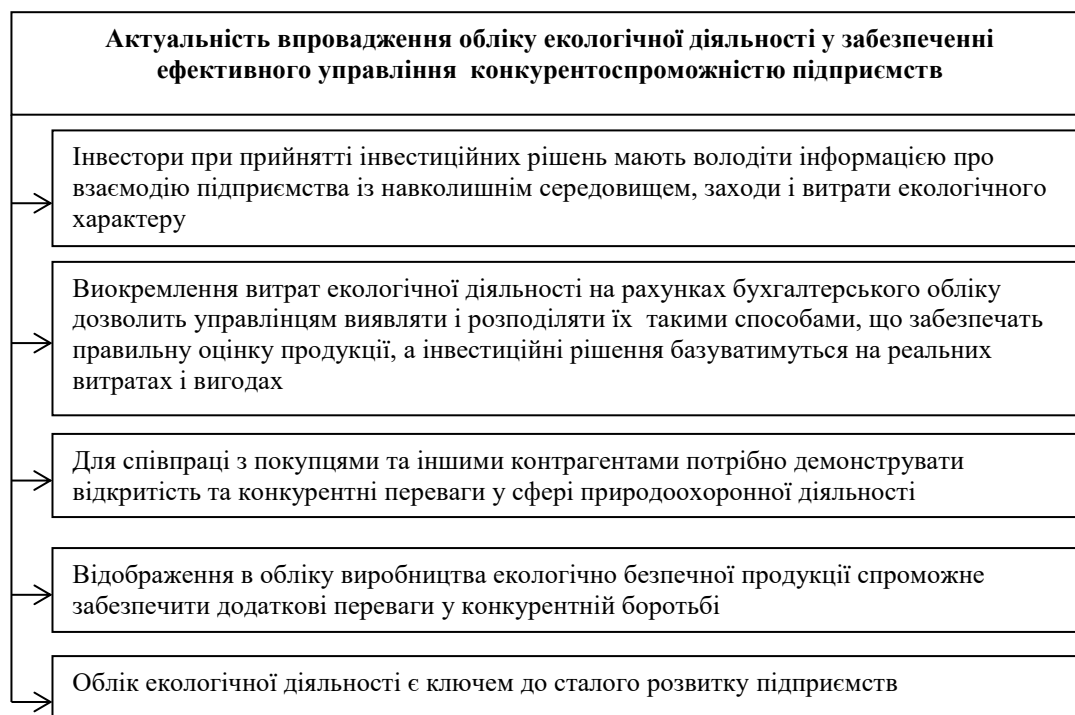 Актуальність впровадження обліку екологічної діяльності у забезпеченні
ефективного управління конкурентоспроможністю підприємств
Інвестори при прийнятті інвестиційних рішень мають володіти інформацією про
взаємодію підприємства із навколишнім середовищем, заходи і витрати екологічного
характеру
Виокремлення витрат екологічної діяльності на рахунках бухгалтерського обліку
дозволить управлінцям виявляти і розподіляти їх такими способами, що забезпечать
правильну оцінку продукції, а інвестиційні рішення базуватимуться на реальних
витратах і вигодах
Для співпраці з покупцями та іншими контрагентами потрібно демонструвати
відкритість та конкурентні переваги у сфері природоохоронної діяльності
Відображення в обліку виробництва екологічно безпечної продукції спроможне
забезпечити додаткові переваги у конкурентній боротьбі
Облік екологічної діяльності є ключем до сталого розвитку підприємств